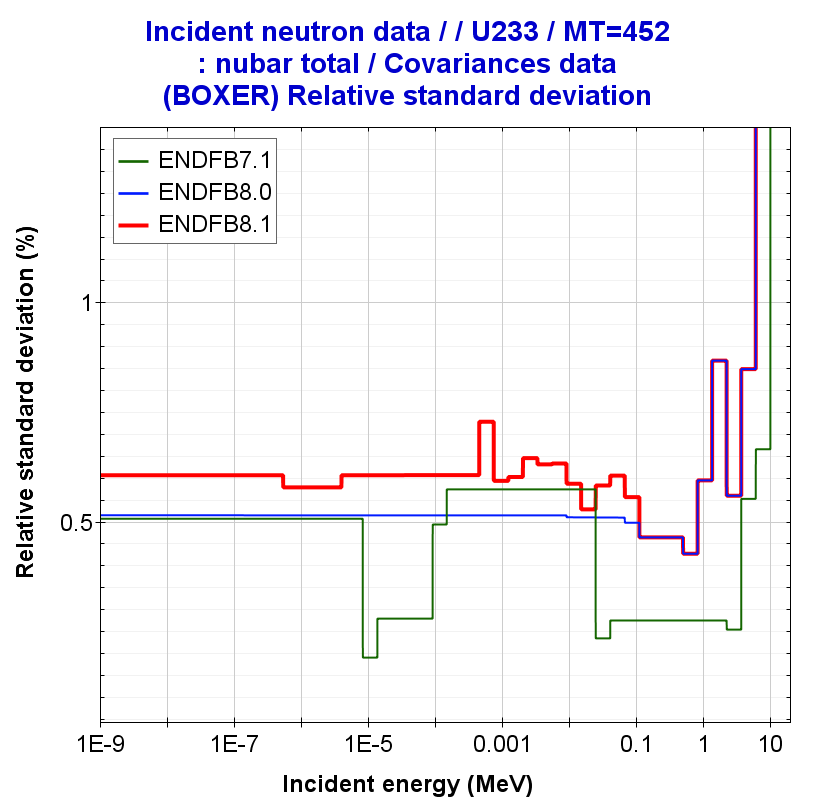 Incident neutron data / / U233 / MT=452
: nubar total / Covariances data
(BOXER) Relative standard deviation
ENDFB7.1
ENDFB8.0
ENDFB8.1
Relative standard deviation (%)
1
0.5
1E-9 1E-7 1E-5 0.001 0.1 1 10
Incident energy (MeV)